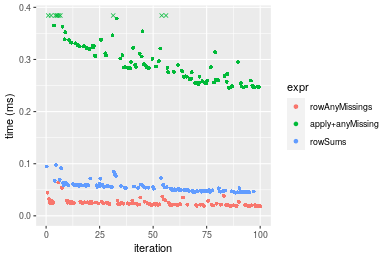 0.4
0.3
0.2
0.1
0.0
time (ms)
0
25
50
75
100
iteration
expr
rowAnyMissings
apply+anyMissing
rowSums